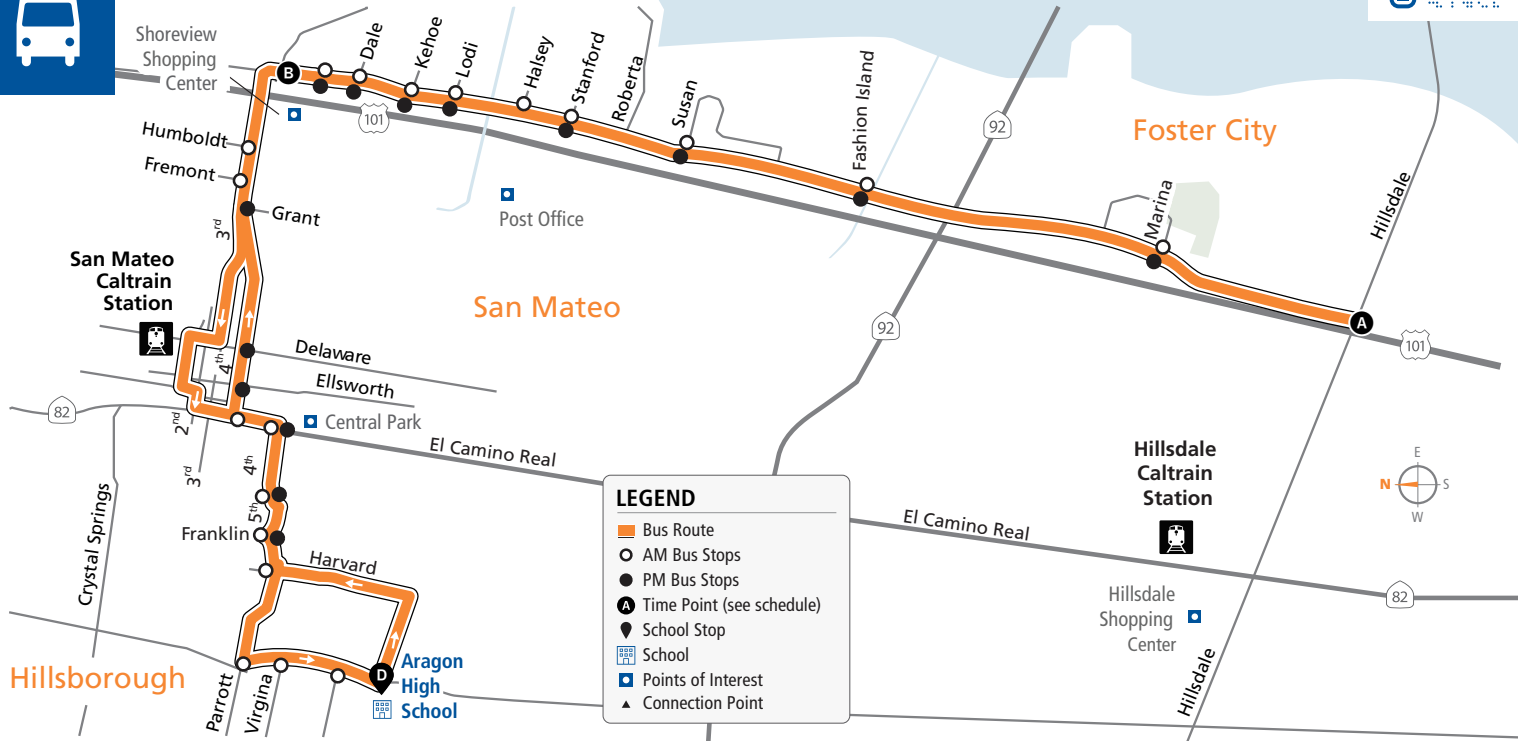 Shoreview
Shopping
Center
B
Dale
Kehoe
Lodi
Halsey
Stanford
Roberta
Susan
Fashion Island
92
Foster City
Hillsdale
101
Humboldt
Fremont
Grant
3rd
Post Office
Marina
San Mateo
Caltrain
Station
San Mateo
92
A
101
4th
Delaware
Ellsworth
82
2nd
3rd
Central Park
El Camino Real
4th
5th
Franklin
Harvard
Crystal Springs
Hillsborough
Parrott
Virgina
D
Aragon
High
School
LEGEND
Bus Route
AM Bus Stops
PM Bus Stops
A Time Point (see schedule)
School Stop
School
Points of Interest
Connection Point
El Camino Real
Hillsdale
Caltrain
Station
E
N
S
W
82
Hillsdale
Shopping
Center
Hillsdale